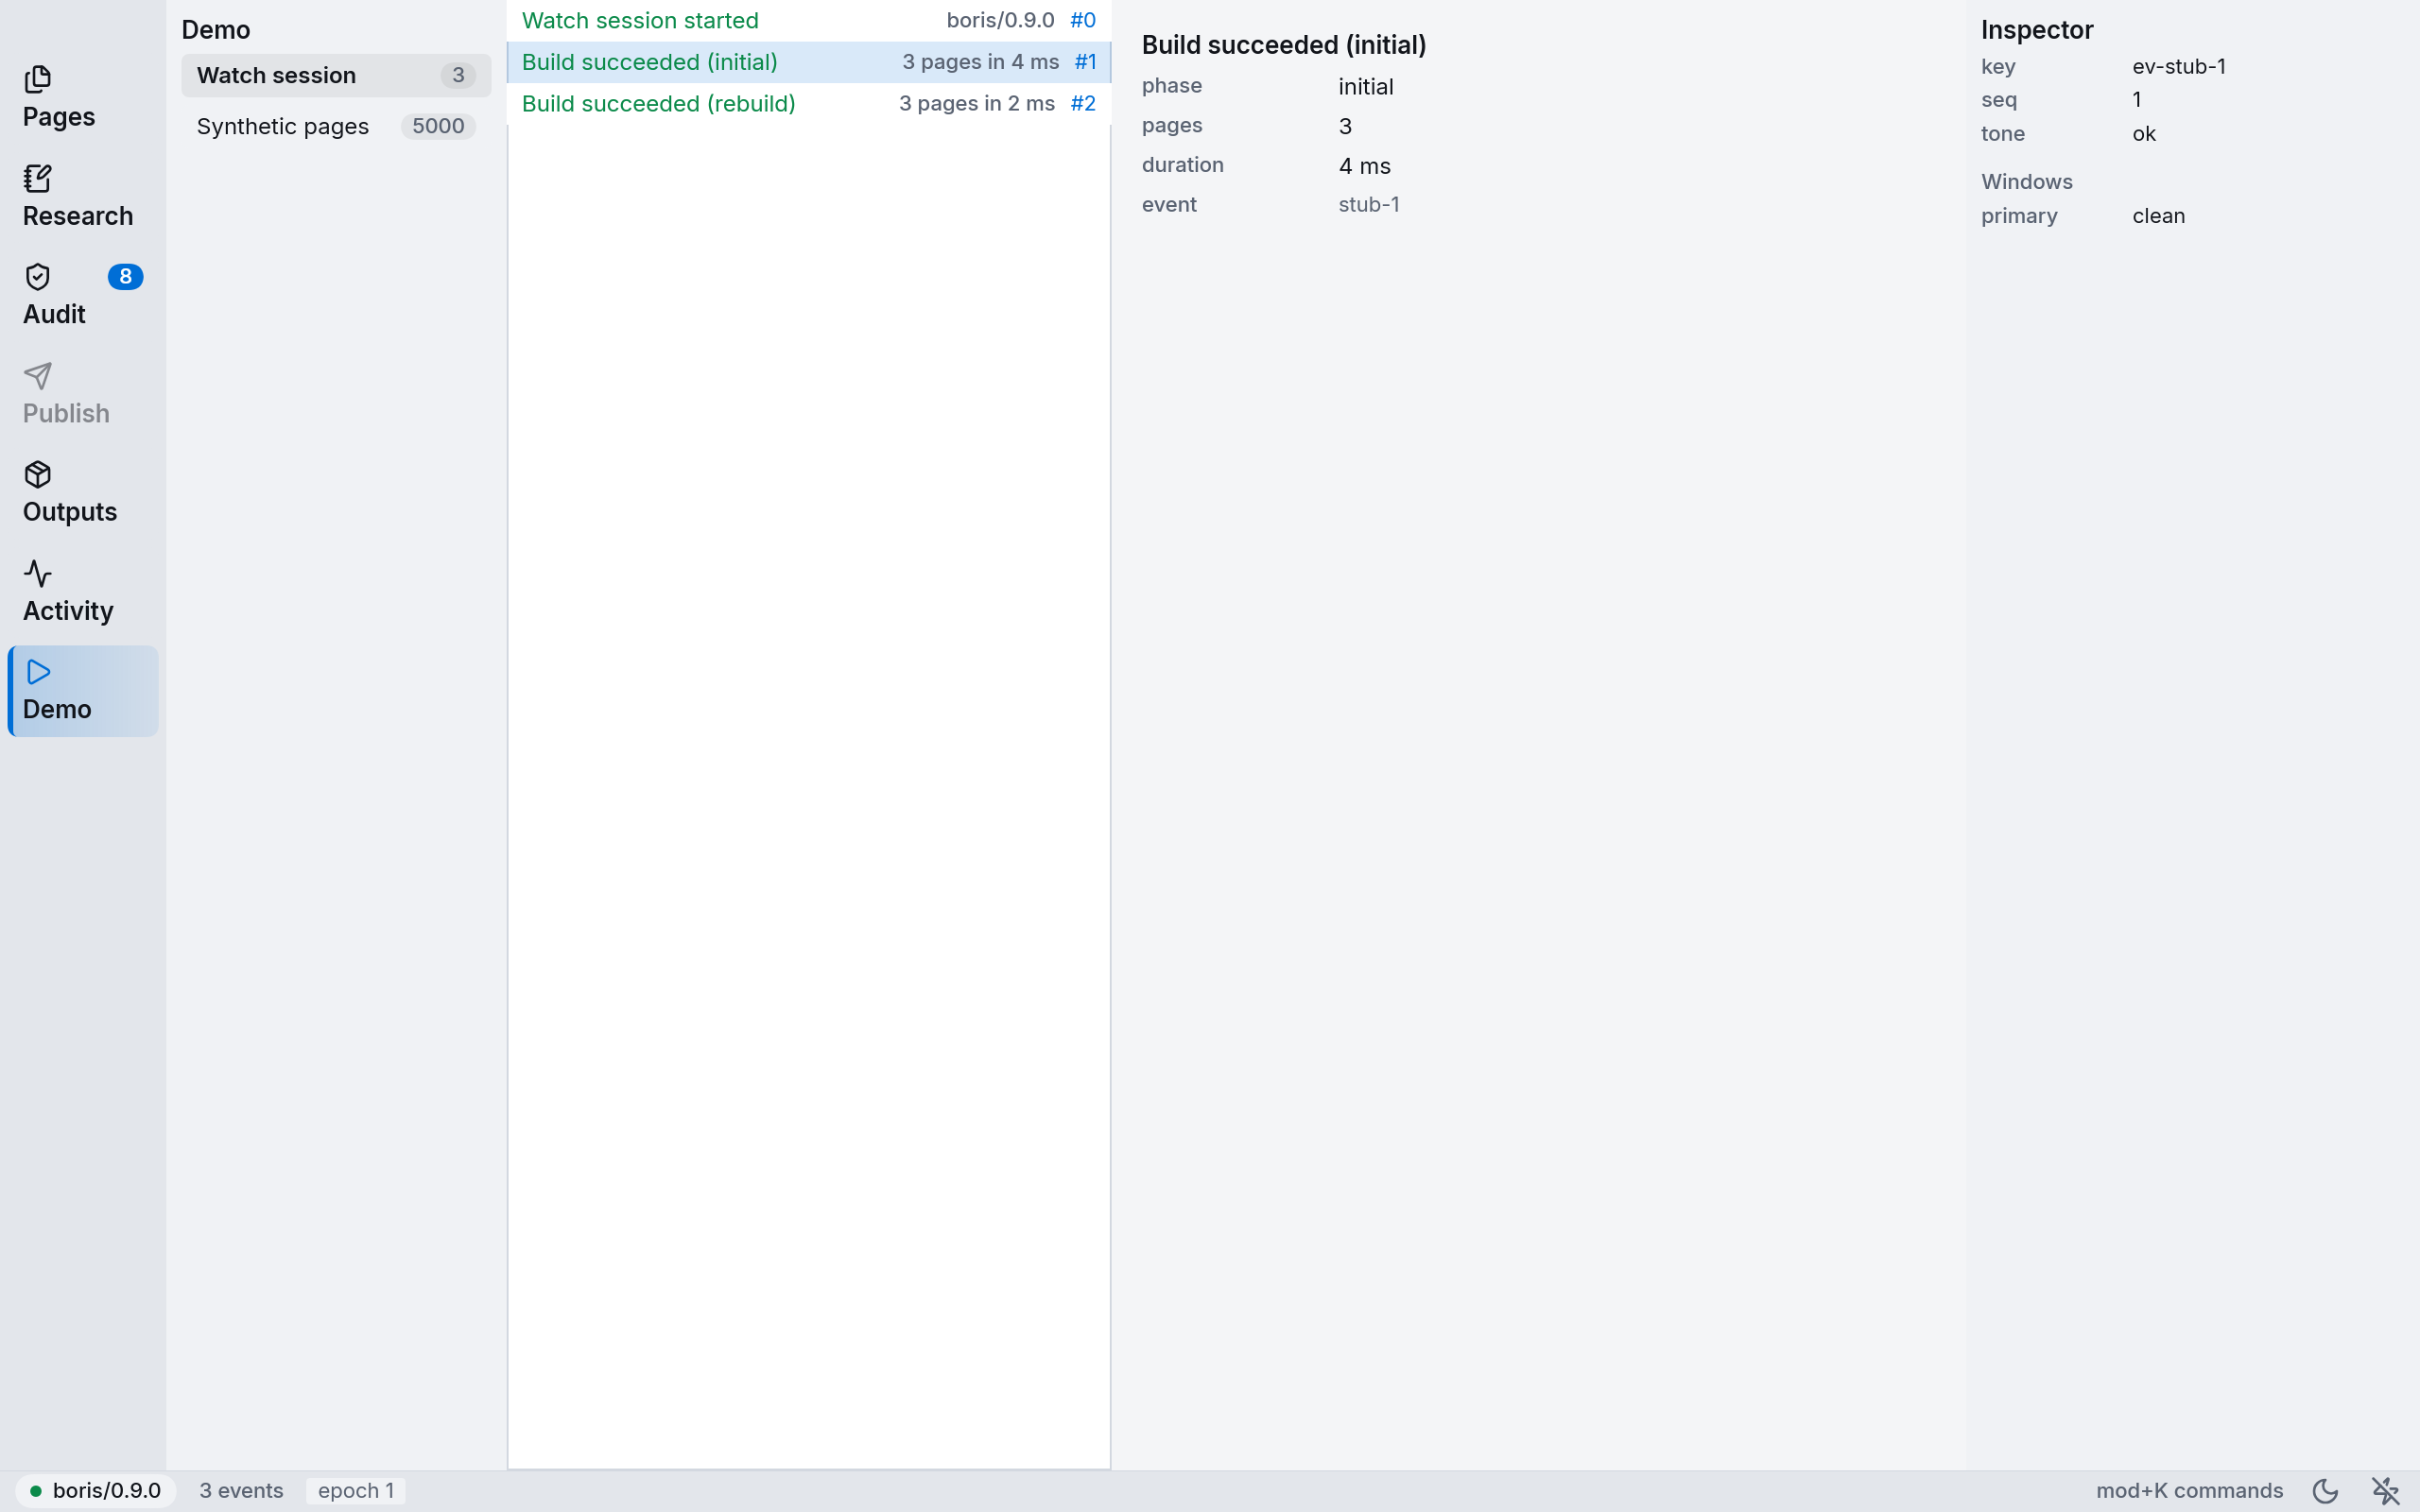 Pages
Research
8
Audit
Publish
Outputs
Activity
Demo
Demo
Watch session 3
Synthetic pages 5000
Watch session started boris/0.9.0 #0
Build succeeded (initial) 3 pages in 4 ms #1
Build succeeded (rebuild) 3 pages in 2 ms #2
Build succeeded (initial)
phase initial
pages 3
duration 4 ms
event stub-1
Inspector
key ev-stub-1
seq 1
tone ok
Windows
primary clean
boris/0.9.0 3 events epoch 1 mod+K commands